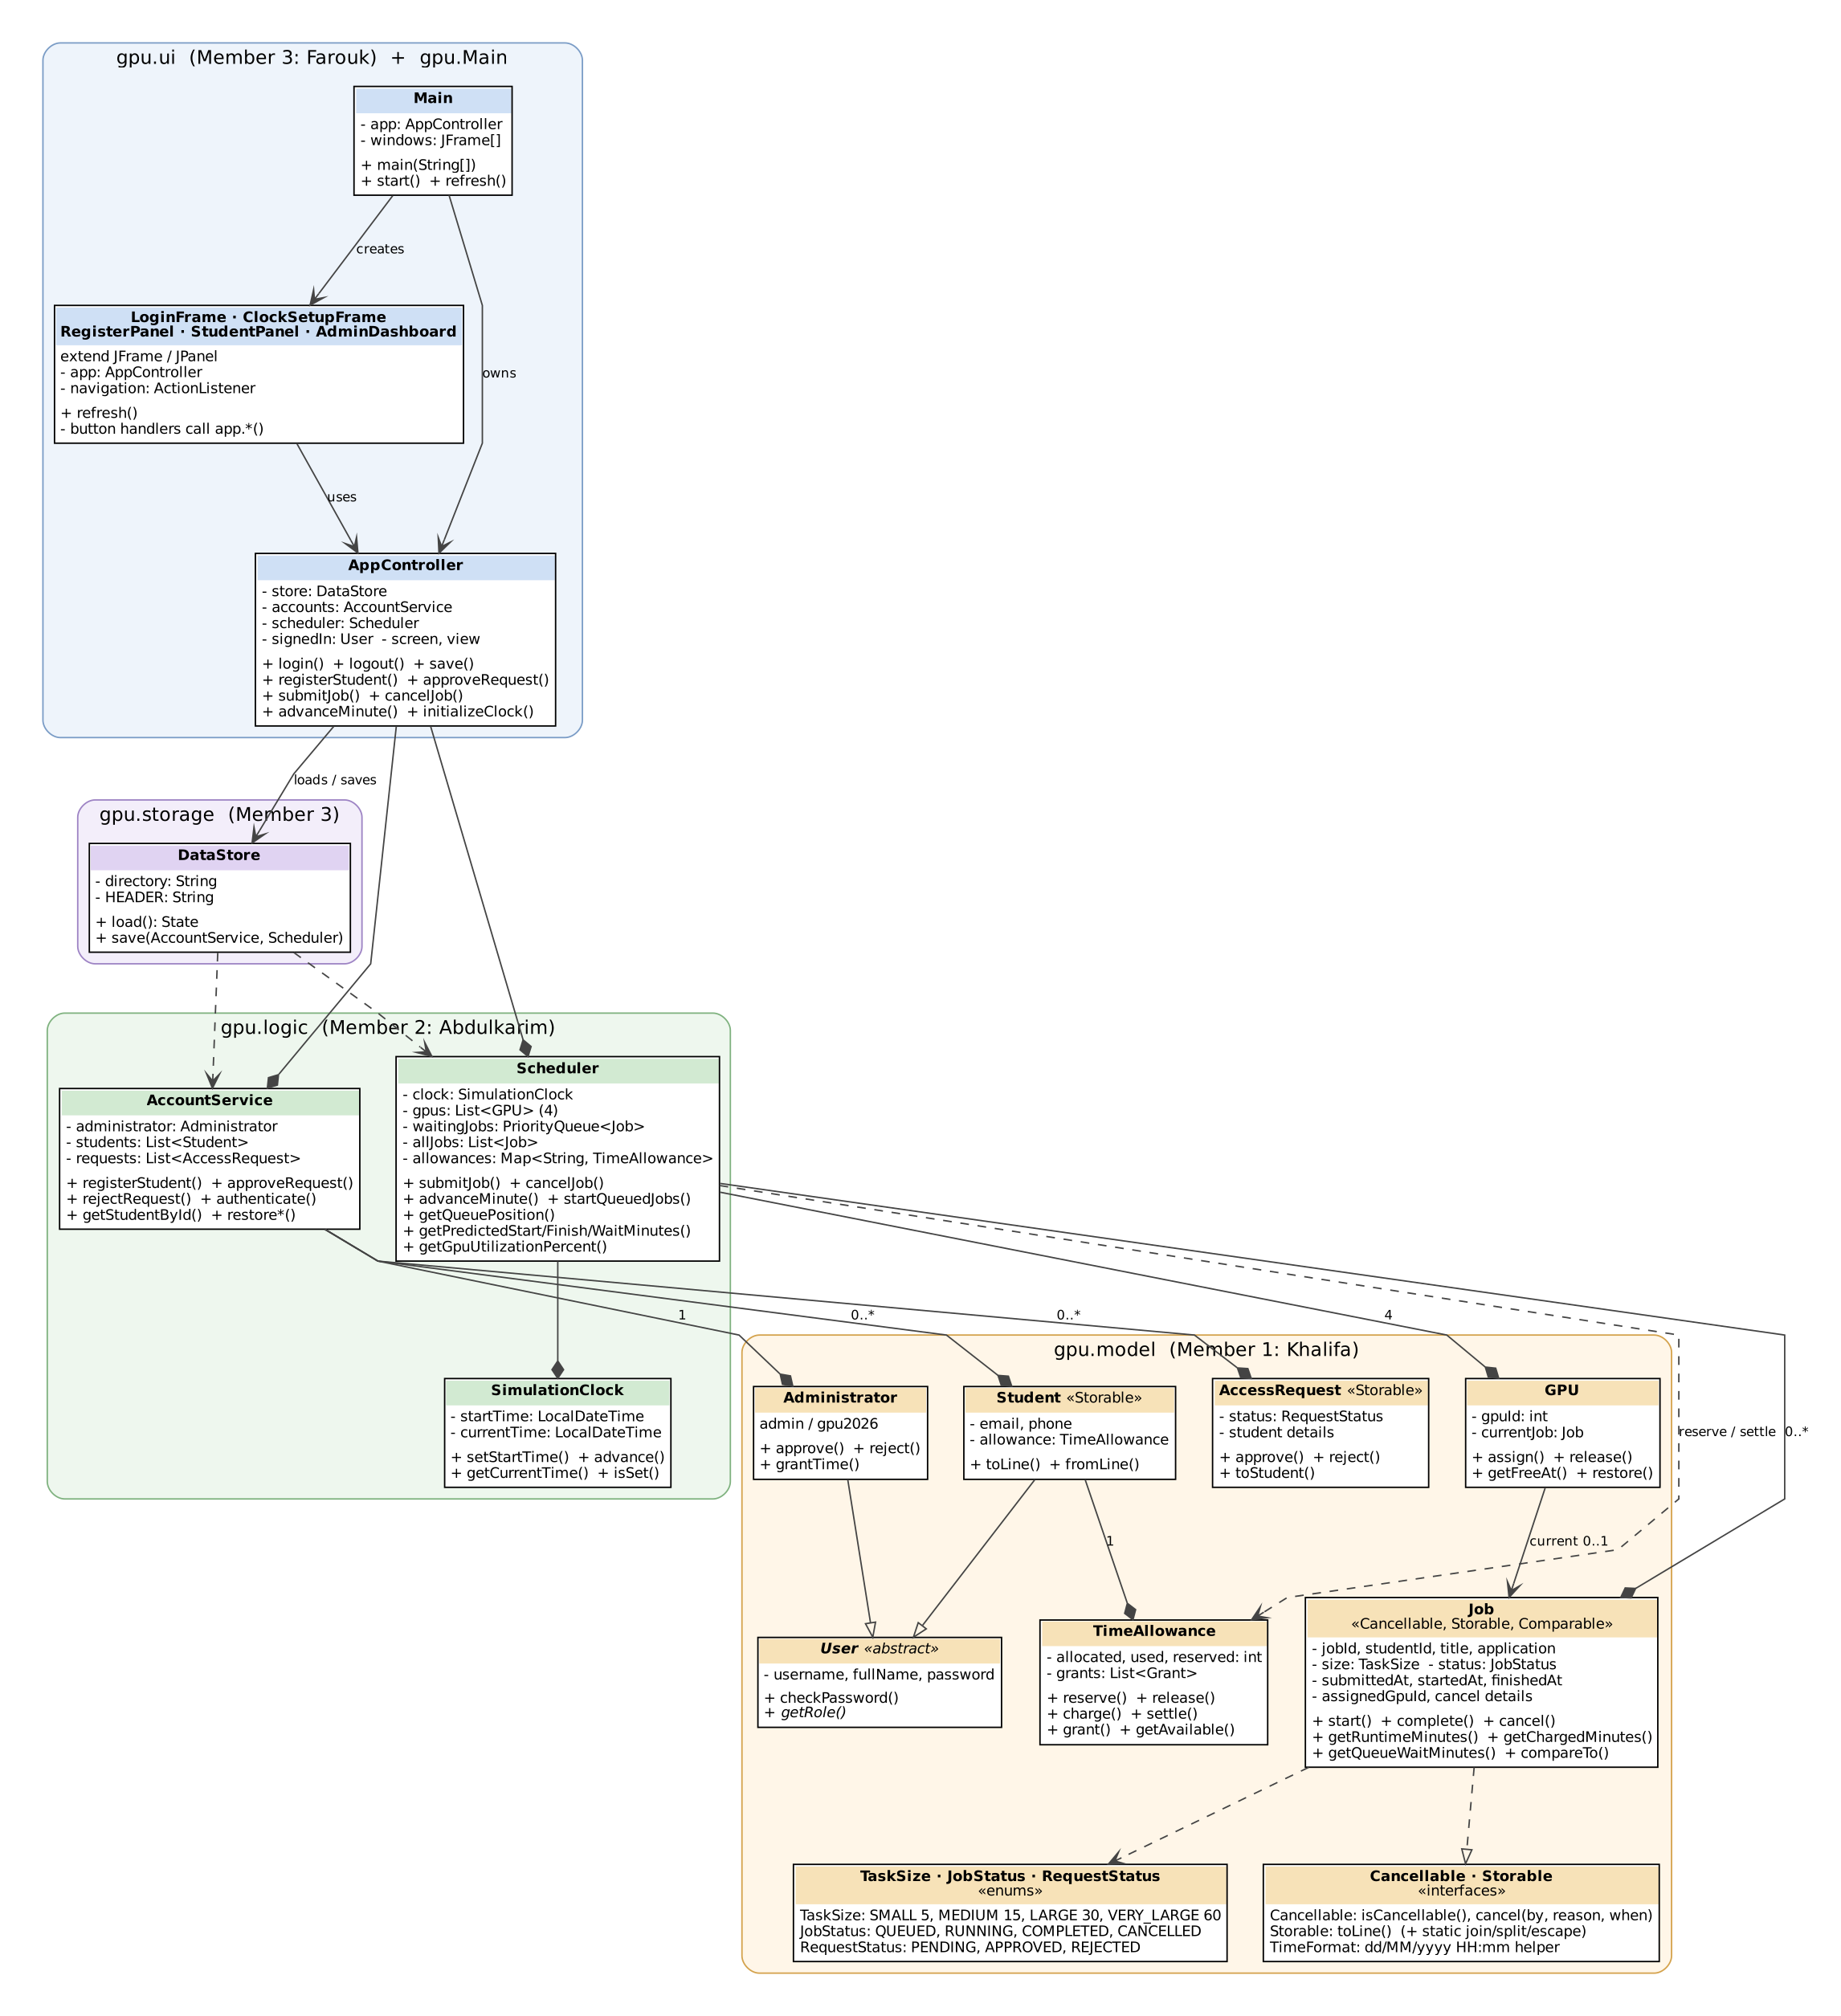 gpu.ui  (Member 3: Farouk)  +  gpu.Main
Main
- app: AppController
- windows: JFrame[]
+ main(String[])
+ start()  + refresh()
creates
owns
LoginFrame · ClockSetupFrame
RegisterPanel · StudentPanel · AdminDashboard
extend JFrame / JPanel
- app: AppController
- navigation: ActionListener
+ refresh()
- button handlers call app.*()
uses
AppController
- store: DataStore
- accounts: AccountService
- scheduler: Scheduler
- signedIn: User  - screen, view
+ login()  + logout()  + save()
+ registerStudent()  + approveRequest()
+ submitJob()  + cancelJob()
+ advanceMinute()  + initializeClock()
loads / saves
gpu.storage  (Member 3)
DataStore
- directory: String
- HEADER: String
+ load(): State
+ save(AccountService, Scheduler)
gpu.logic  (Member 2: Abdulkarim)
AccountService
- administrator: Administrator
- students: List<Student>
- requests: List<AccessRequest>
+ registerStudent()  + approveRequest()
+ rejectRequest()  + authenticate()
+ getStudentById()  + restore*()
Scheduler
- clock: SimulationClock
- gpus: List<GPU> (4)
- waitingJobs: PriorityQueue<Job>
- allJobs: List<Job>
- allowances: Map<String, TimeAllowance>
+ submitJob()  + cancelJob()
+ advanceMinute()  + startQueuedJobs()
+ getQueuePosition()
+ getPredictedStart/Finish/WaitMinutes()
+ getGpuUtilizationPercent()
1
0..*
0..*
4
SimulationClock
- startTime: LocalDateTime
- currentTime: LocalDateTime
+ setStartTime()  + advance()
+ getCurrentTime()  + isSet()
gpu.model  (Member 1: Khalifa)
Administrator
admin / gpu2026
+ approve()  + reject()
+ grantTime()
Student «Storable»
- email, phone
- allowance: TimeAllowance
+ toLine()  + fromLine()
AccessRequest «Storable»
- status: RequestStatus
- student details
+ approve()  + reject()
+ toStudent()
GPU
- gpuId: int
- currentJob: Job
+ assign()  + release()
+ getFreeAt()  + restore()
reserve / settle
0..*
1
current 0..1
User «abstract»
- username, fullName, password
+ checkPassword()
+ getRole()
TimeAllowance
- allocated, used, reserved: int
- grants: List<Grant>
+ reserve()  + release()
+ charge()  + settle()
+ grant()  + getAvailable()
Job
«Cancellable, Storable, Comparable»
- jobId, studentId, title, application
- size: TaskSize  - status: JobStatus
- submittedAt, startedAt, finishedAt
- assignedGpuId, cancel details
+ start()  + complete()  + cancel()
+ getRuntimeMinutes()  + getChargedMinutes()
+ getQueueWaitMinutes()  + compareTo()
TaskSize · JobStatus · RequestStatus
«enums»
TaskSize: SMALL 5, MEDIUM 15, LARGE 30, VERY_LARGE 60
JobStatus: QUEUED, RUNNING, COMPLETED, CANCELLED
RequestStatus: PENDING, APPROVED, REJECTED
Cancellable · Storable
«interfaces»
Cancellable: isCancellable(), cancel(by, reason, when)
Storable: toLine()  (+ static join/split/escape)
TimeFormat: dd/MM/yyyy HH:mm helper